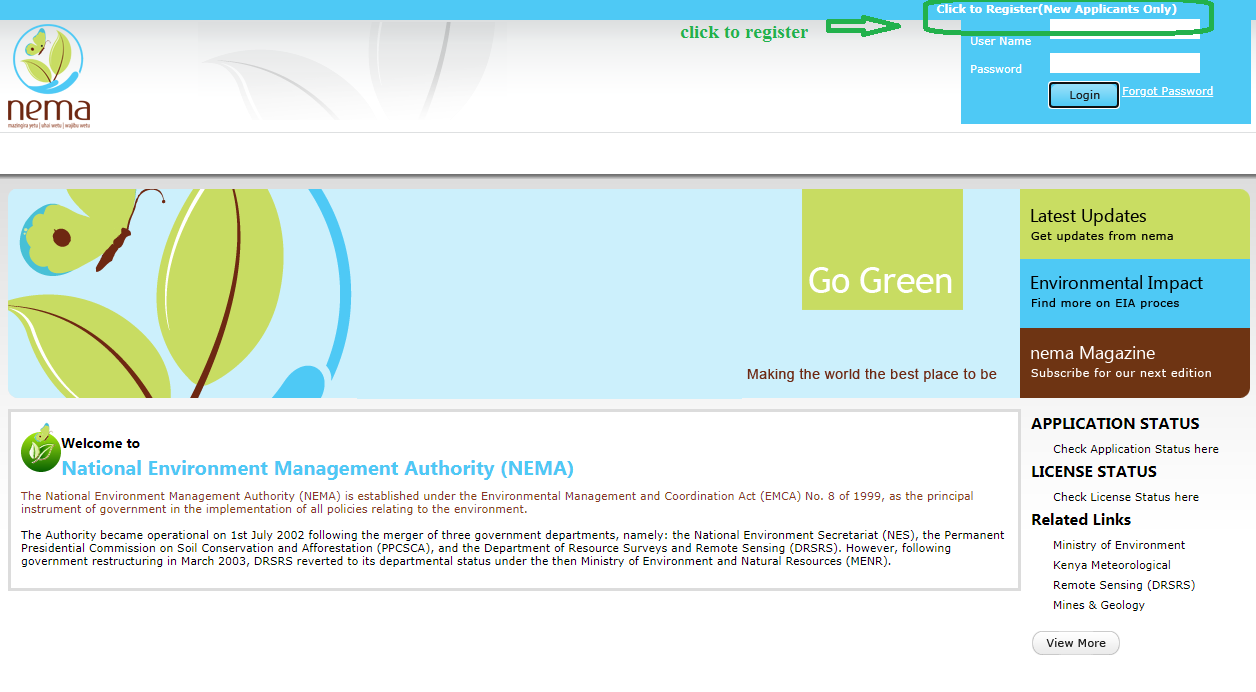 Click to Register(New Applicants Only)
click to register
User Name
Password
Login
Forgot Password
nema
mazingira yetu | uhai wetu | wajibu wetu
Go Green
Making the world the best place to be
Latest Updates
Get updates from nema
Environmental Impact
Find more on EIA proces
nema Magazine
Subscribe for our next edition
Welcome to
National Environment Management Authority (NEMA)
The National Environment Management Authority (NEMA) is established under the Environmental Management and Coordination Act (EMCA) No. 8 of 1999, as the principal
instrument of government in the implementation of all policies relating to the environment.
The Authority became operational on 1st July 2002 following the merger of three government departments, namely: the National Environment Secretariat (NES), the Permanent
Presidential Commission on Soil Conservation and Afforestation (PPCSCA), and the Department of Resource Surveys and Remote Sensing (DRSRS). However, following
government restructuring in March 2003, DRSRS reverted to its departmental status under the then Ministry of Environment and Natural Resources (MENR).
APPLICATION STATUS
Check Application Status here
LICENSE STATUS
Check License Status here
Related Links
Ministry of Environment
Kenya Meteorological
Remote Sensing (DRSRS)
Mines & Geology
View More